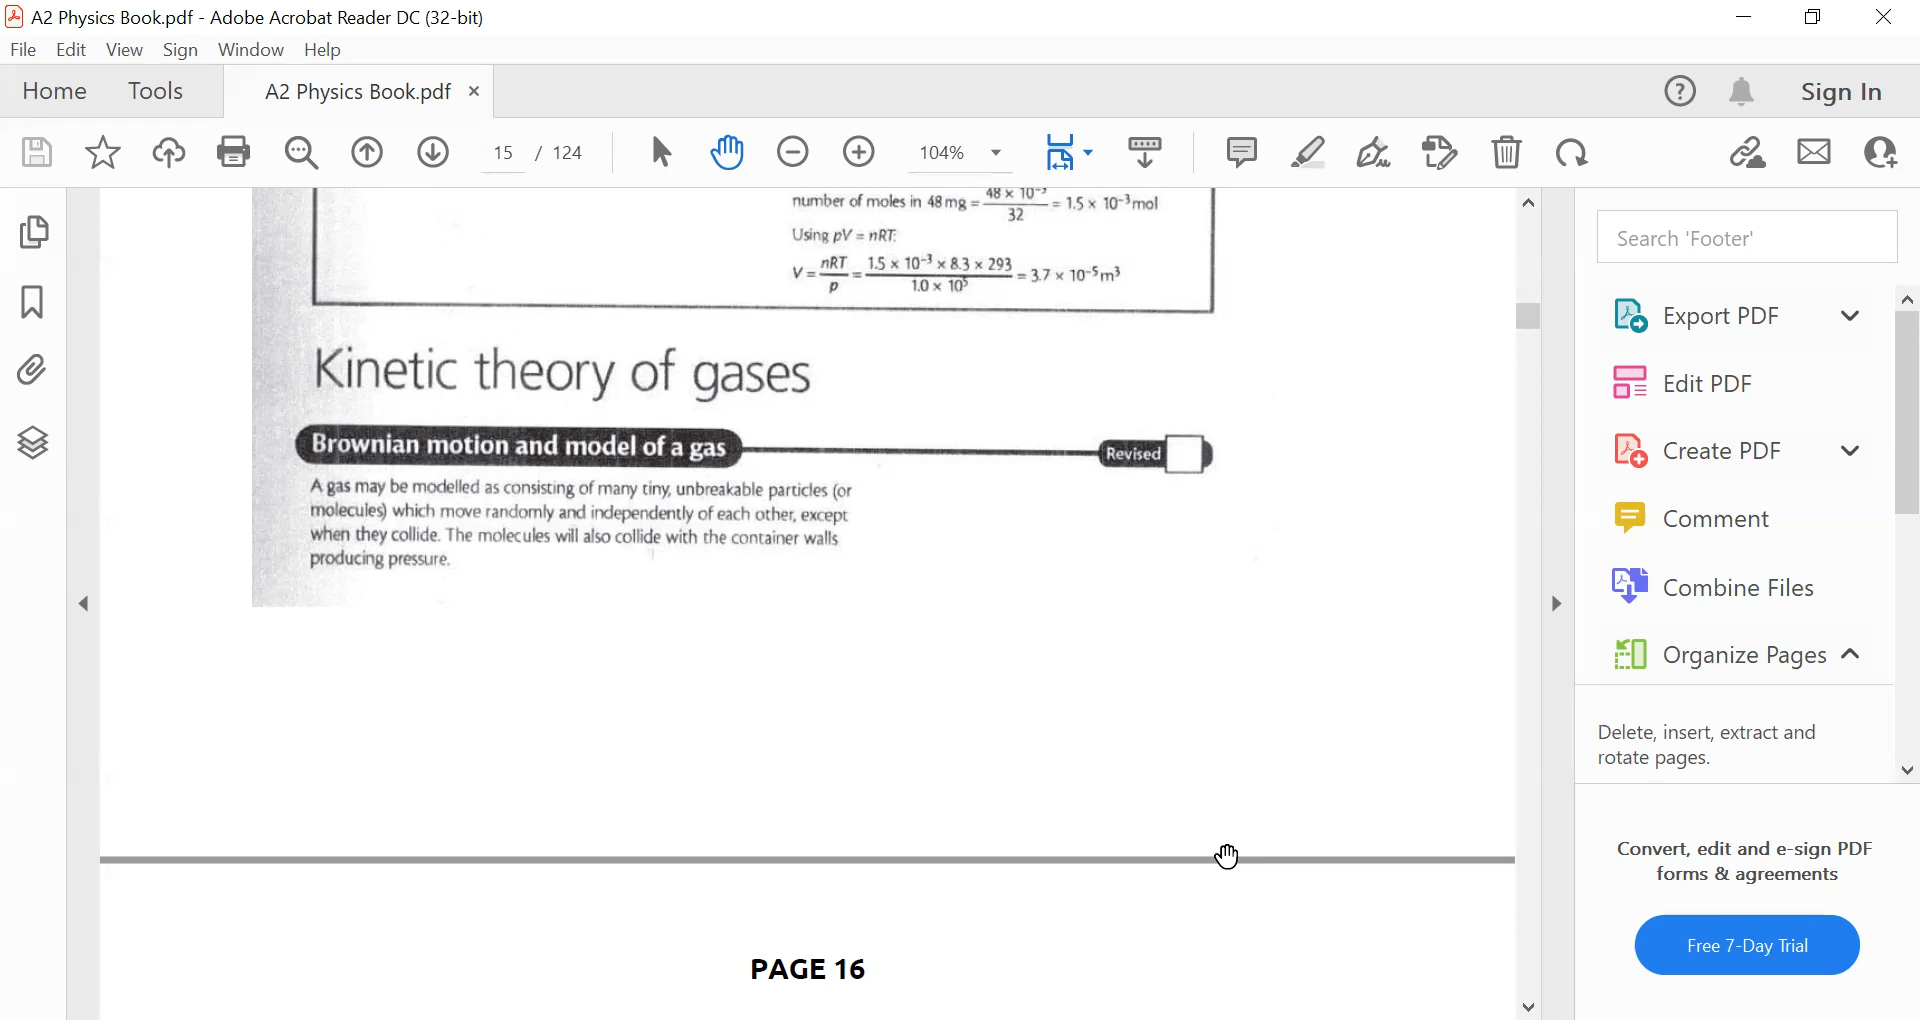 A2 Physics Book.pdf - Adobe Acrobat Reader DC (32-bit)
File Edit View Sign Window Help
Home Tools A2 Physics Book.pdf × Sign In
15 / 124 104%
number of moles in 48 mg = 48 × 10⁻³ / 32 = 1.5 × 10⁻³ mol
Using pV = nRT:
V = nRT / p = 1.5 × 10⁻³ × 8.3 × 293 / 1.0 × 10⁵ = 3.7 × 10⁻⁵ m³
Kinetic theory of gases
Brownian motion and model of a gas Revised
A gas may be modelled as consisting of many tiny, unbreakable particles (or
molecules) which move randomly and independently of each other, except
when they collide. The molecules will also collide with the container walls
producing pressure.
PAGE 16
Search 'Footer'
Export PDF
Edit PDF
Create PDF
Comment
Combine Files
Organize Pages
Delete, insert, extract and
rotate pages.
Convert, edit and e-sign PDF
forms & agreements
Free 7-Day Trial